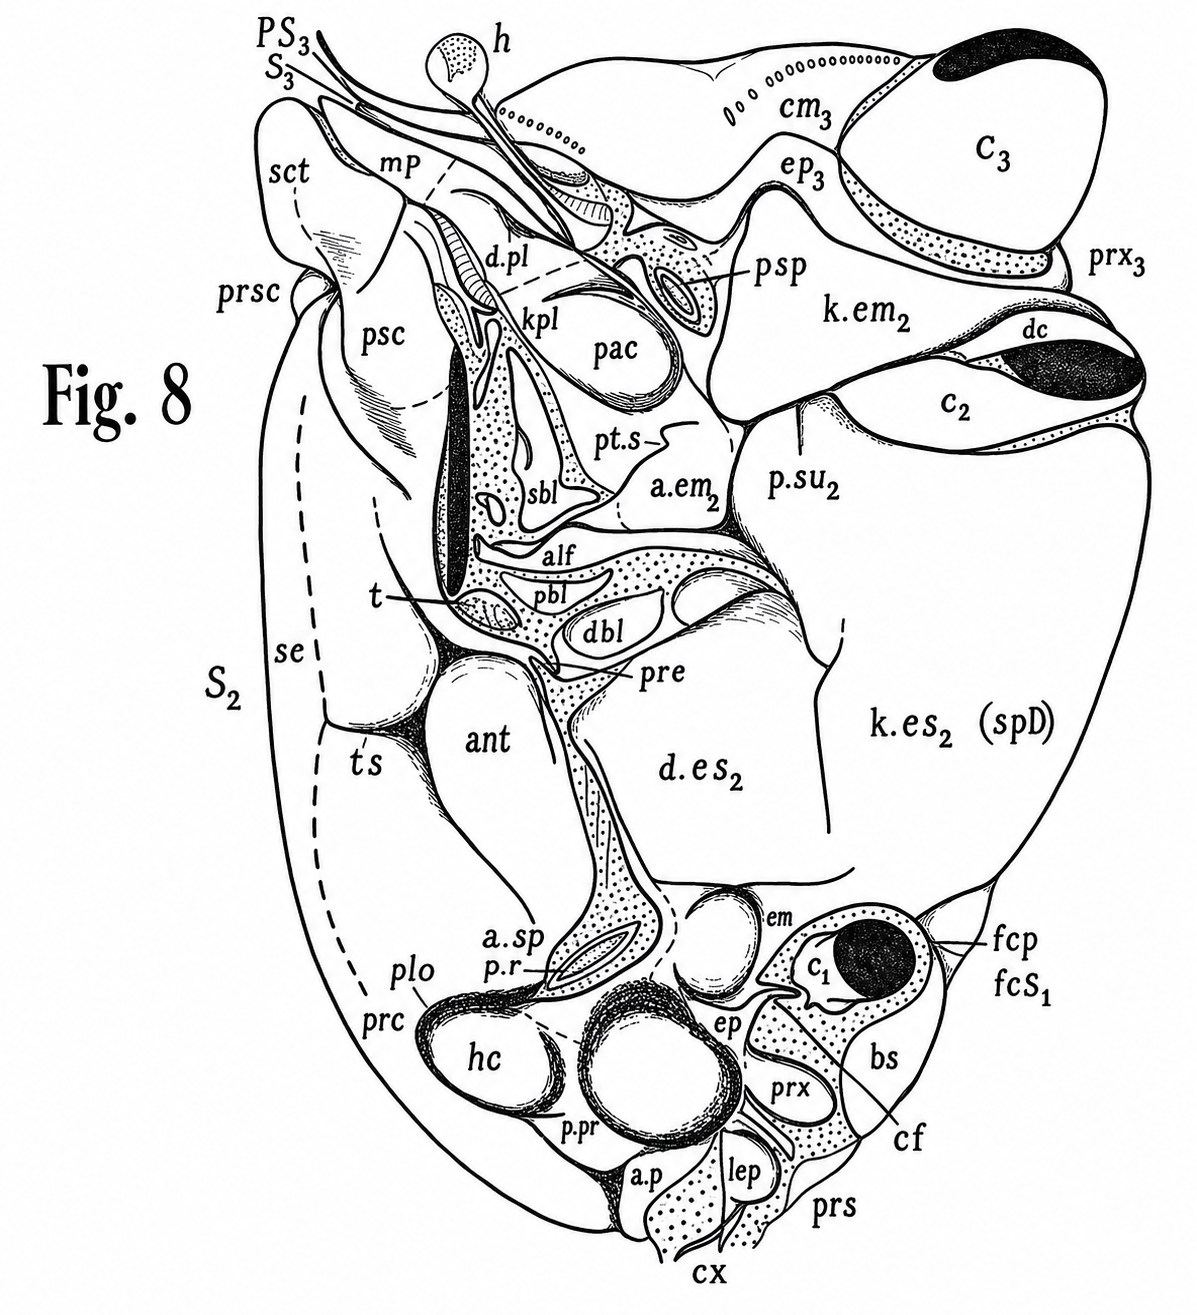 PS3
S3
h
cm3
C3
sct
mp
ep3
d.pl
psp
prx3
prsc
psc
kpl
pac
k.em2
dc
Fig. 8
c2
pt.s
sbl
a.em2
p.su2
alf
t
pbl
dbl
se
pre
S2
ts
ant
d.es2
k.es2 (spD)
em
a.sp
p.r
c1
fcp
fcS1
plo
prc
ep
hc
bs
prx
p.pr
cf
a.p
lep
prs
cx